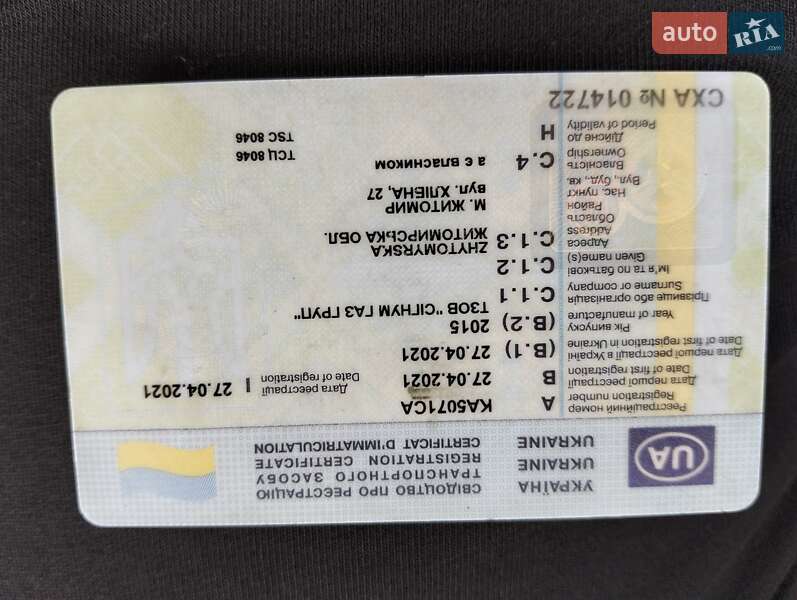 auto RIA.com
УКРАЇНА
UKRAINE
UKRAINE
СВІДОЦТВО ПРО РЕЄСТРАЦІЮ
ТРАНСПОРТНОГО ЗАСОБУ
REGISTRATION CERTIFICATE
CERTIFICAT D'IMMATRICULATION
UA
Реєстраційний номер
Registration number
A
KA5071CA
Дата першої реєстрації
Date of first registration
B
27.04.2021
Дата реєстрації
Date of registration
I
27.04.2021
Дата першої реєстрації в Україні
Date of first registration in Ukraine
(B.1)
27.04.2021
Рік випуску
Year of manufacture
(B.2)
2015
Прізвище або організація
Surname or company
C.1.1
ТЗОВ "СІГНУМ ГАЗ ГРУП"
Ім'я та по батькові
Given name(s)
C.1.2
Адреса
Address
Область
Район
Нас. пункт
Вул., буд., кв.
C.1.3
ZHYTOMYRSKA
ЖИТОМИРСЬКА ОБЛ.
М. ЖИТОМИР
ВУЛ. ХЛІБНА, 27
Власність
Ownership
C.4
а є власником
Дійсне до
Period of validity
H
ТСЦ 8046
TSC 8046
СХА № 014722